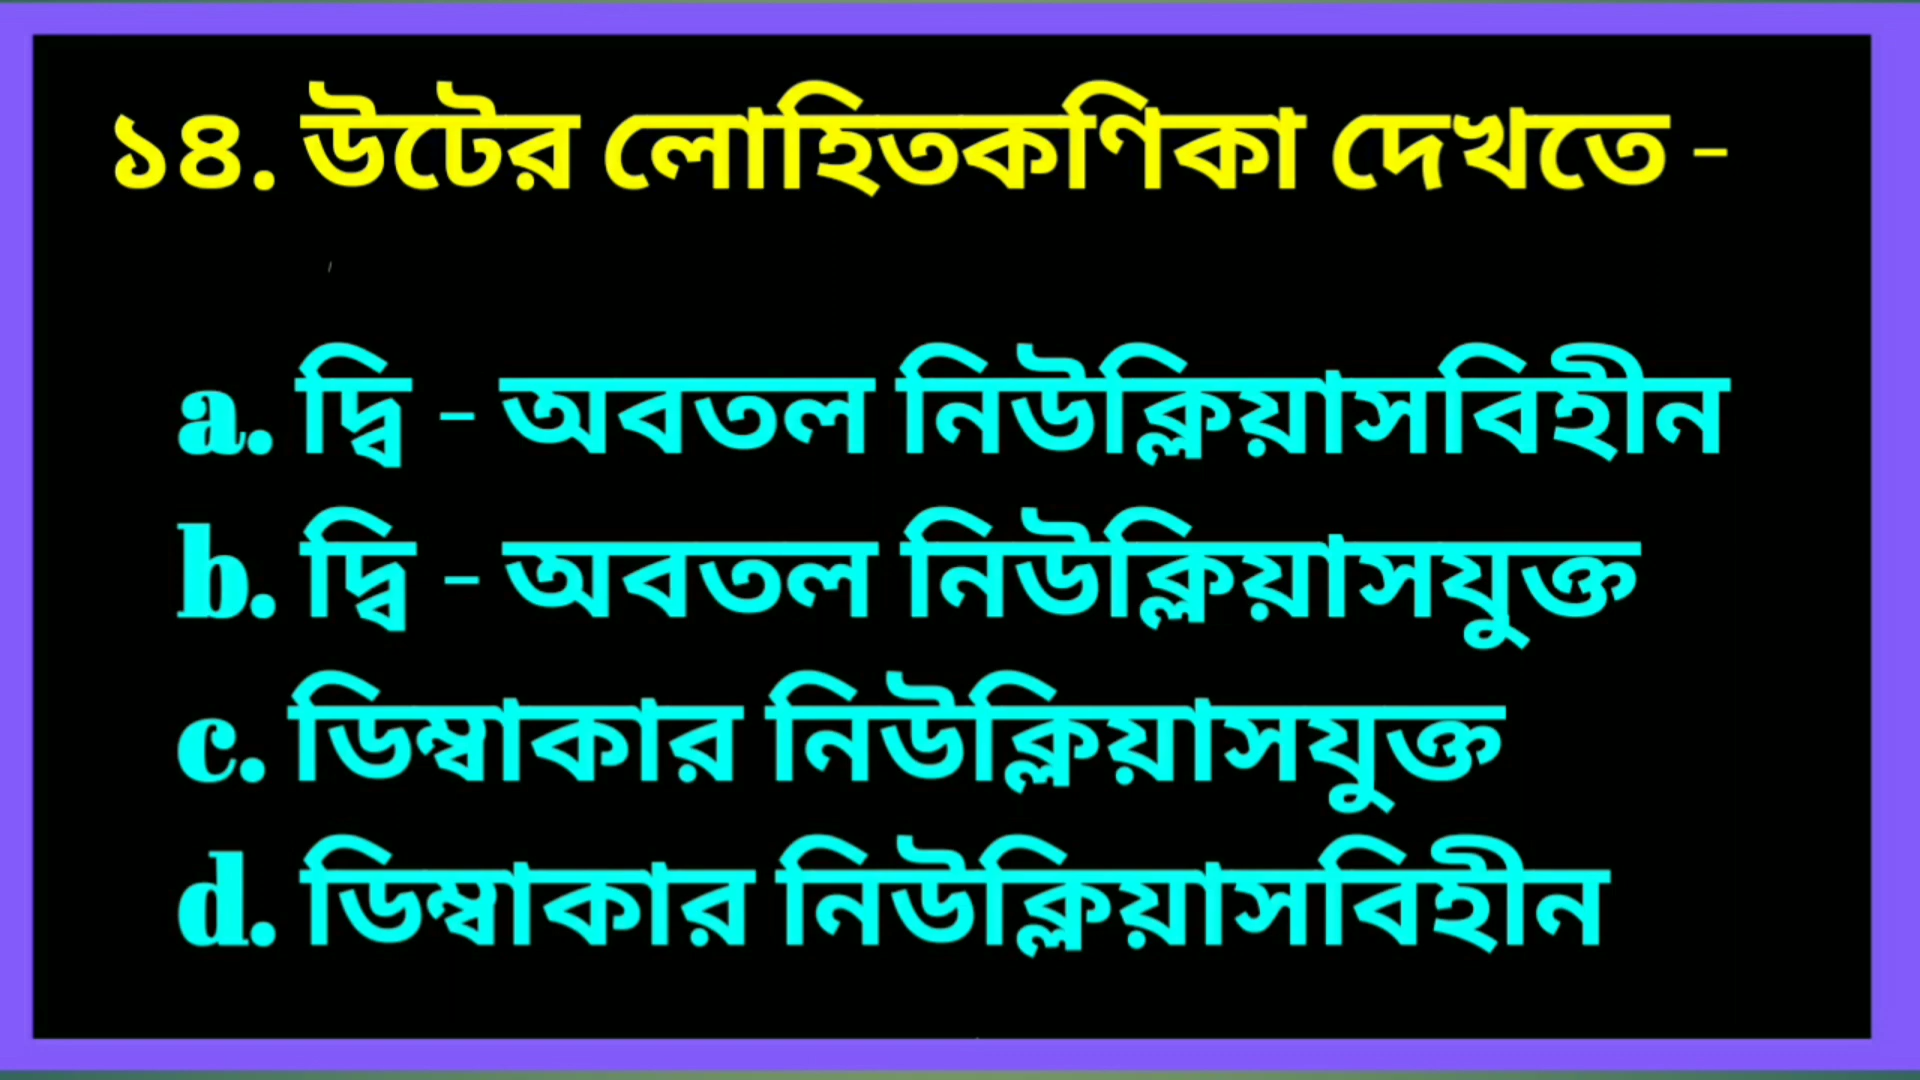 ১৪. উটের লোহিতকণিকা দেখতে -
a. দ্বি - অবতল নিউক্লিয়াসবিহীন
b. দ্বি - অবতল নিউক্লিয়াসযুক্ত
c. ডিম্বাকার নিউক্লিয়াসযুক্ত
d. ডিম্বাকার নিউক্লিয়াসবিহীন